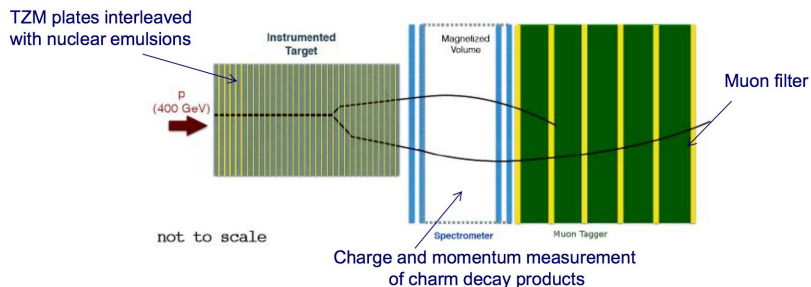 TZM plates interleaved
with nuclear emulsions
Instrumented
Target
Magnetized
Volume
Muon filter
p
(400 GeV)
not to scale
Spectrometer
Muon Tagger
Charge and momentum measurement
of charm decay products